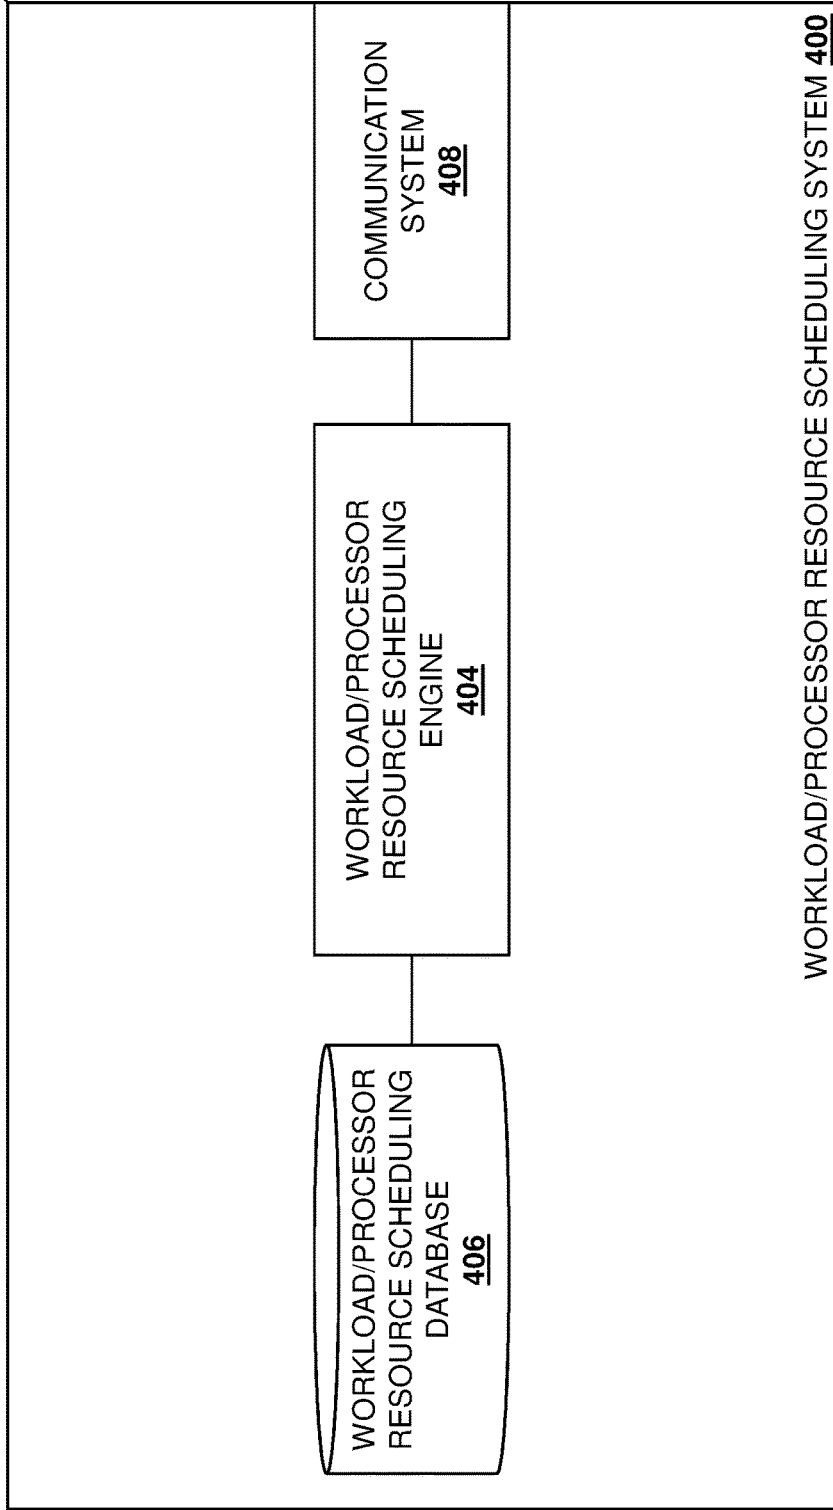 COMMUNICATION
SYSTEM
408
WORKLOAD/PROCESSOR
RESOURCE SCHEDULING
ENGINE
404
WORKLOAD/PROCESSOR
RESOURCE SCHEDULING
DATABASE
406
WORKLOAD/PROCESSOR RESOURCE SCHEDULING SYSTEM 400